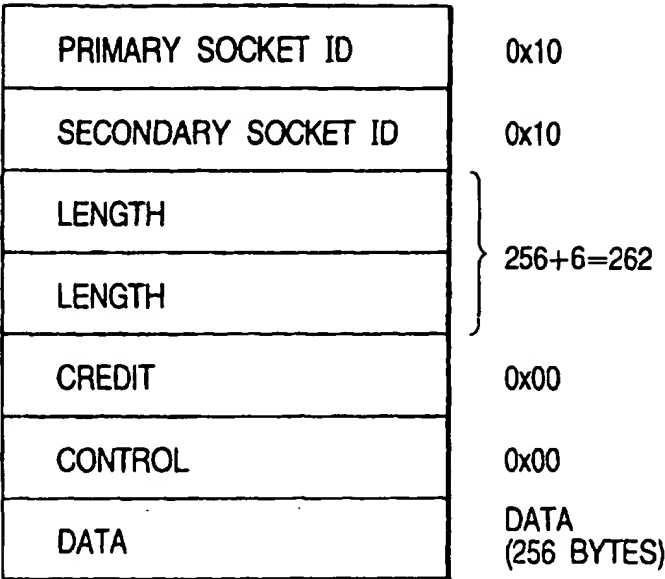 PRIMARY SOCKET ID 0x10
SECONDARY SOCKET ID 0x10
LENGTH
256+6=262
LENGTH
CREDIT 0x00
CONTROL 0x00
DATA DATA
(256 BYTES)